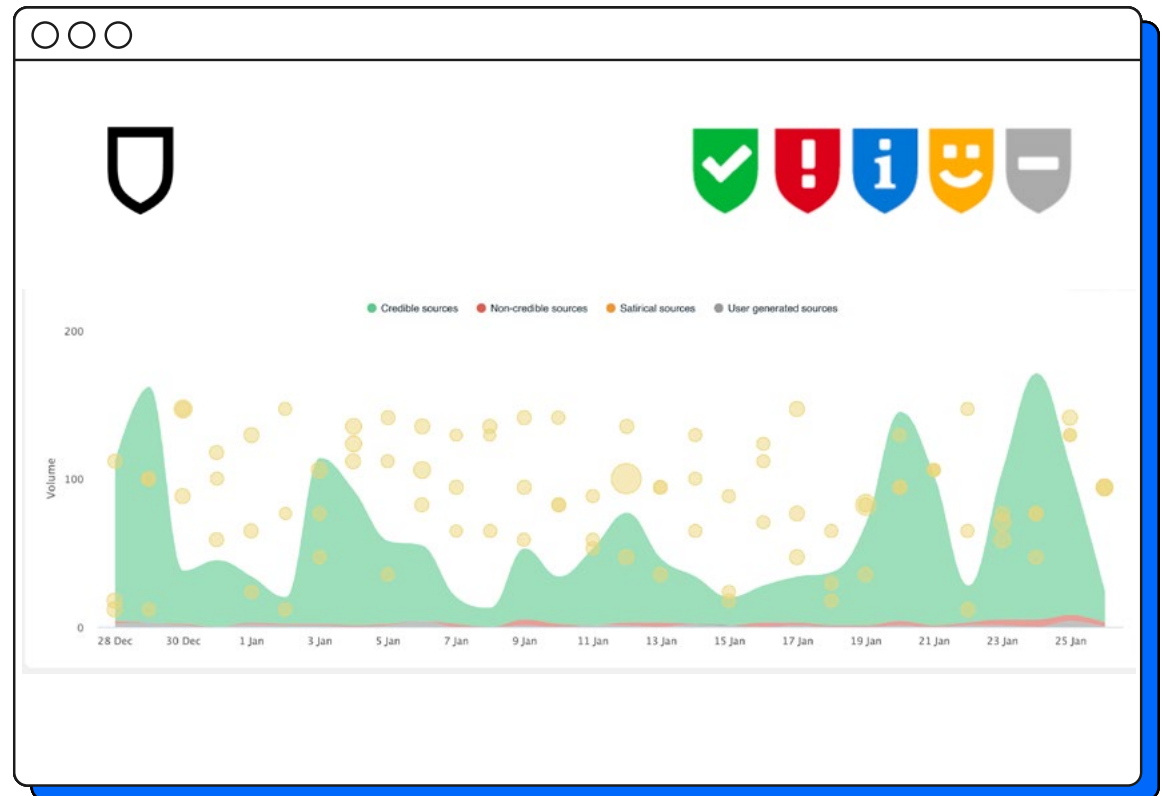 Credible sources Non-credible sources Satirical sources User generated sources
200
100
0
Volume
28 Dec 30 Dec 1 Jan 3 Jan 5 Jan 7 Jan 9 Jan 11 Jan 13 Jan 15 Jan 17 Jan 19 Jan 21 Jan 23 Jan 25 Jan